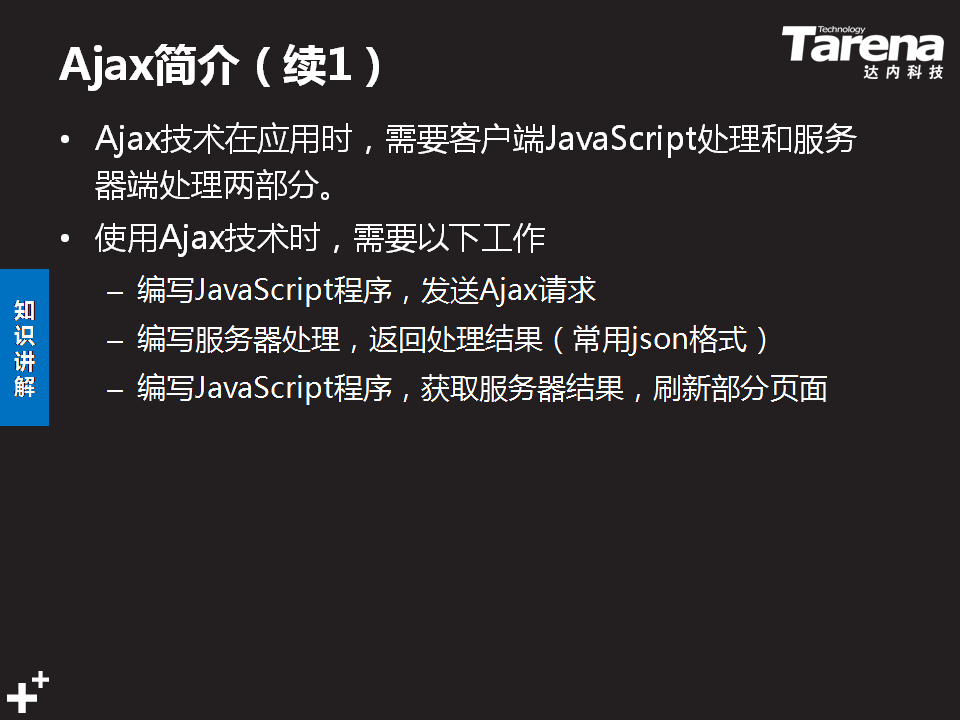 Ajax简介（续1）
Technology
Tarena
达内科技
• Ajax技术在应用时，需要客户端JavaScript处理和服务
器端处理两部分。
• 使用Ajax技术时，需要以下工作
– 编写JavaScript程序，发送Ajax请求
– 编写服务器处理，返回处理结果（常用json格式）
– 编写JavaScript程序，获取服务器结果，刷新部分页面
知
识
讲
解